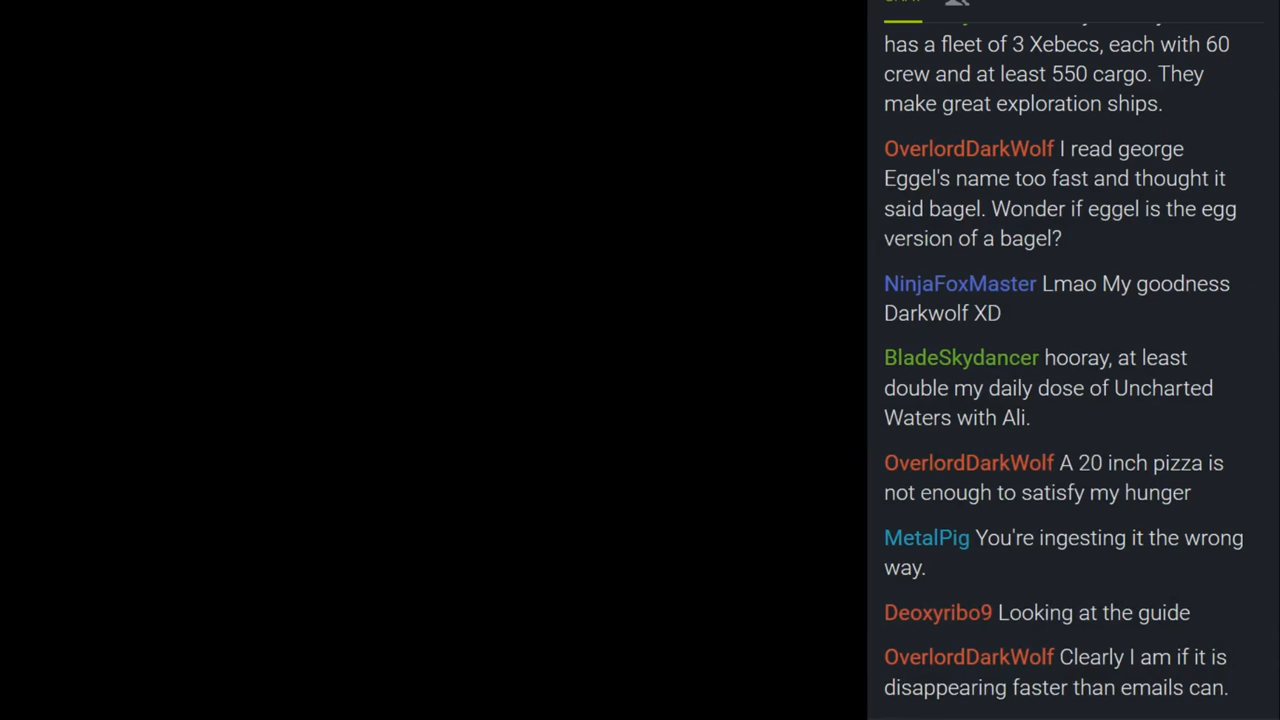 has a fleet of 3 Xebecs, each with 60
crew and at least 550 cargo. They
make great exploration ships.
OverlordDarkWolf I read george
Eggel's name too fast and thought it
said bagel. Wonder if eggel is the egg
version of a bagel?
NinjaFoxMaster Lmao My goodness
Darkwolf XD
BladeSkydancer hooray, at least
double my daily dose of Uncharted
Waters with Ali.
OverlordDarkWolf A 20 inch pizza is
not enough to satisfy my hunger
MetalPig You're ingesting it the wrong
way.
Deoxyribo9 Looking at the guide
OverlordDarkWolf Clearly I am if it is
disappearing faster than emails can.